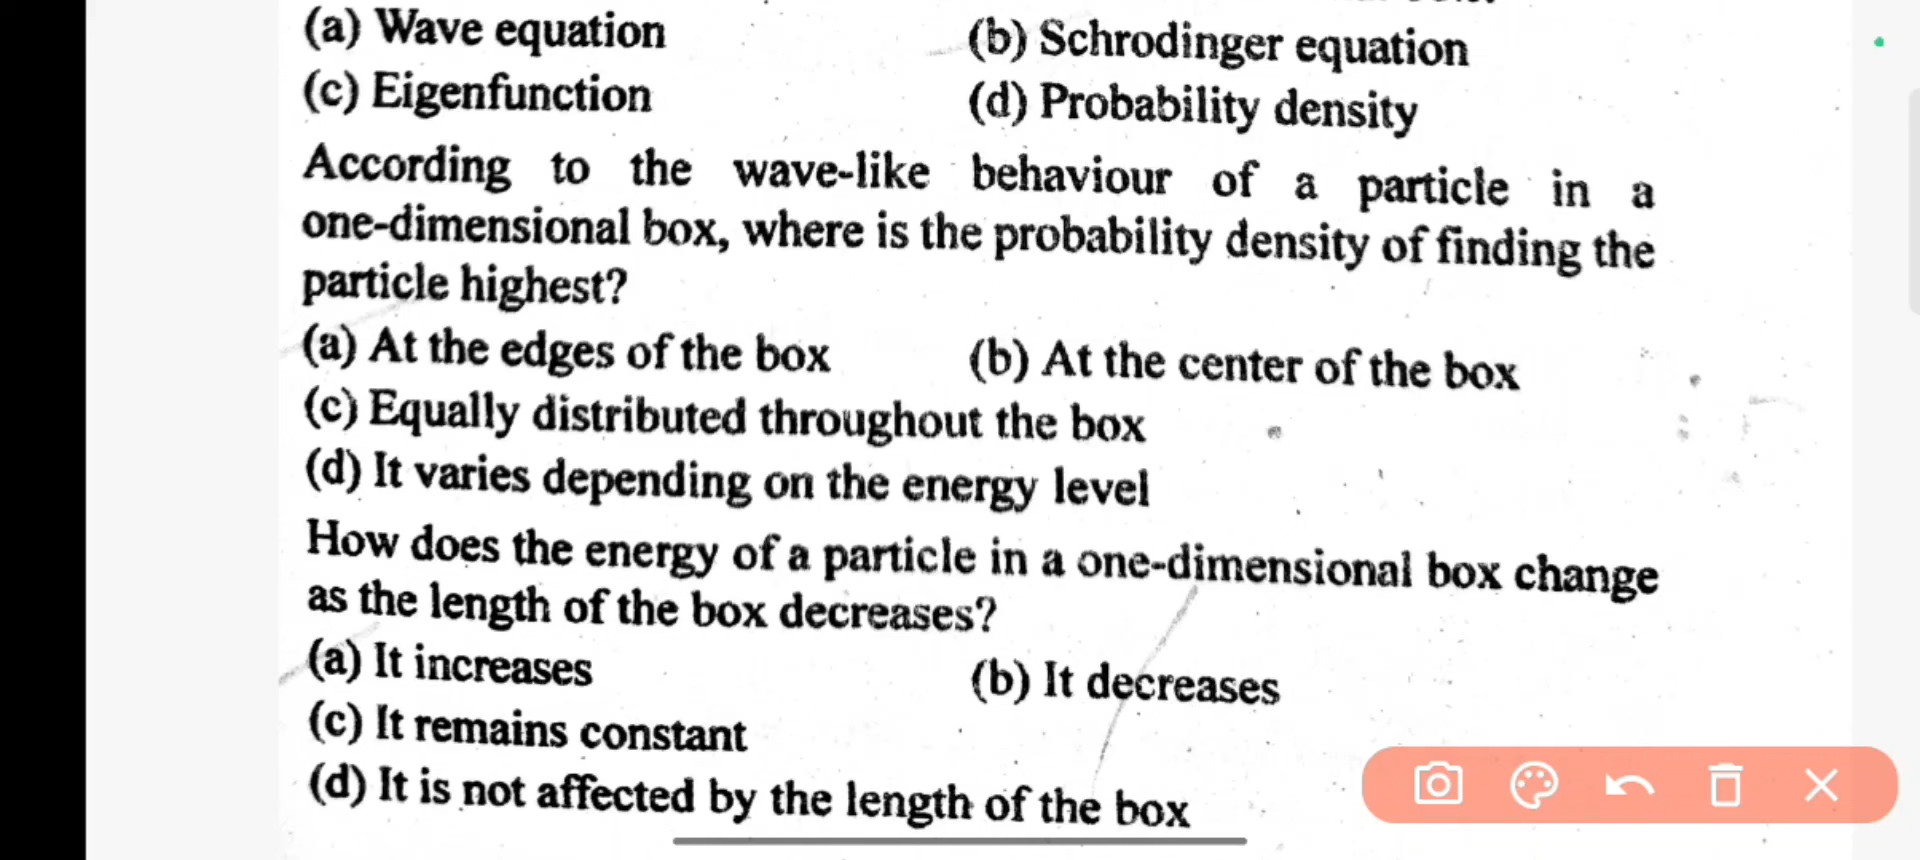 (a) Wave equation (b) Schrodinger equation
(c) Eigenfunction (d) Probability density
According to the wave-like behaviour of a particle in a
one-dimensional box, where is the probability density of finding the
particle highest?
(a) At the edges of the box (b) At the center of the box
(c) Equally distributed throughout the box
(d) It varies depending on the energy level
How does the energy of a particle in a one-dimensional box change
as the length of the box decreases?
(a) It increases (b) It decreases
(c) It remains constant
(d) It is not affected by the length of the box